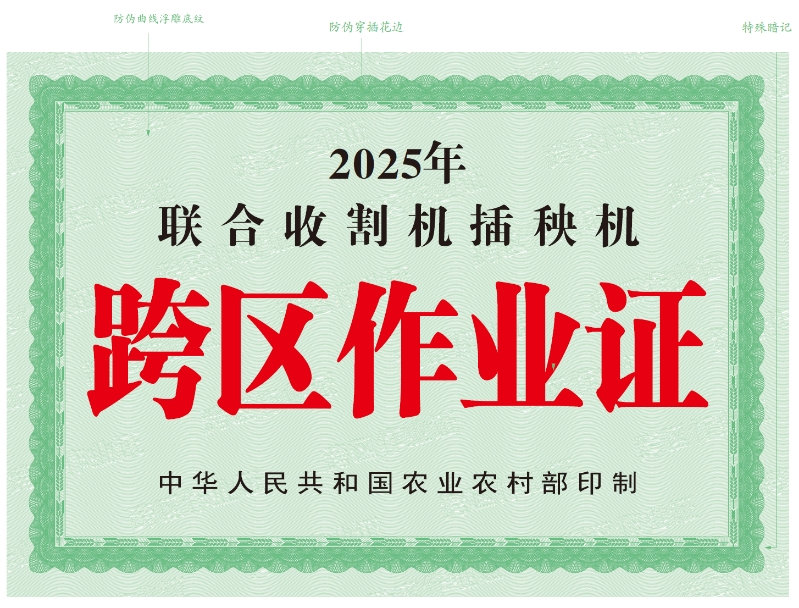 防伪曲线浮雕底纹
防伪穿插花边
特殊暗记
2025年
联合收割机插秧机
跨区作业证
中华人民共和国农业农村部印制